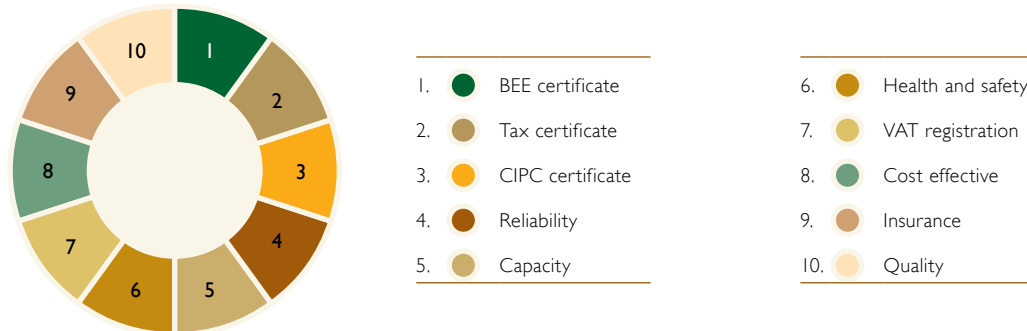 10
1
9
2
8
3
7
4
6
5
1. BEE certificate
2. Tax certificate
3. CIPC certificate
4. Reliability
5. Capacity
6. Health and safety
7. VAT registration
8. Cost effective
9. Insurance
10. Quality